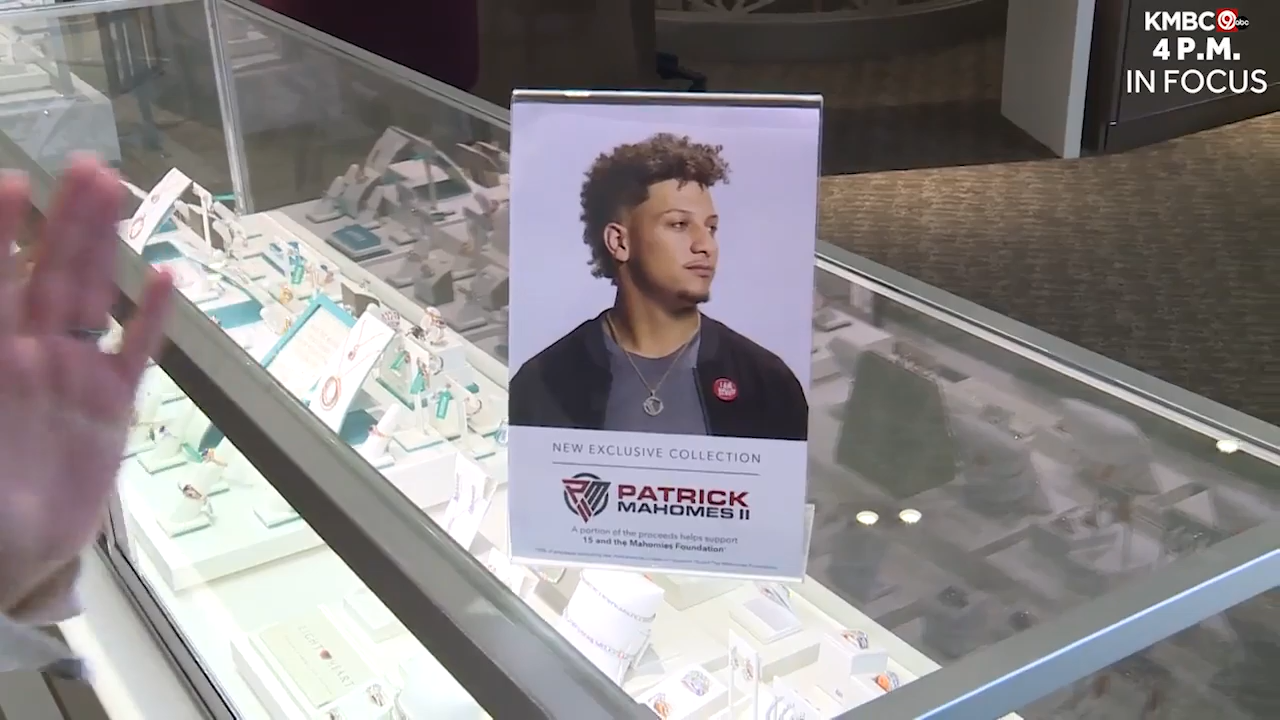 KMBC 9 abc
4 P.M.
IN FOCUS
NEW EXCLUSIVE COLLECTION
PATRICK
MAHOMES II
A portion of the proceeds helps support
15 and the Mahomies Foundation